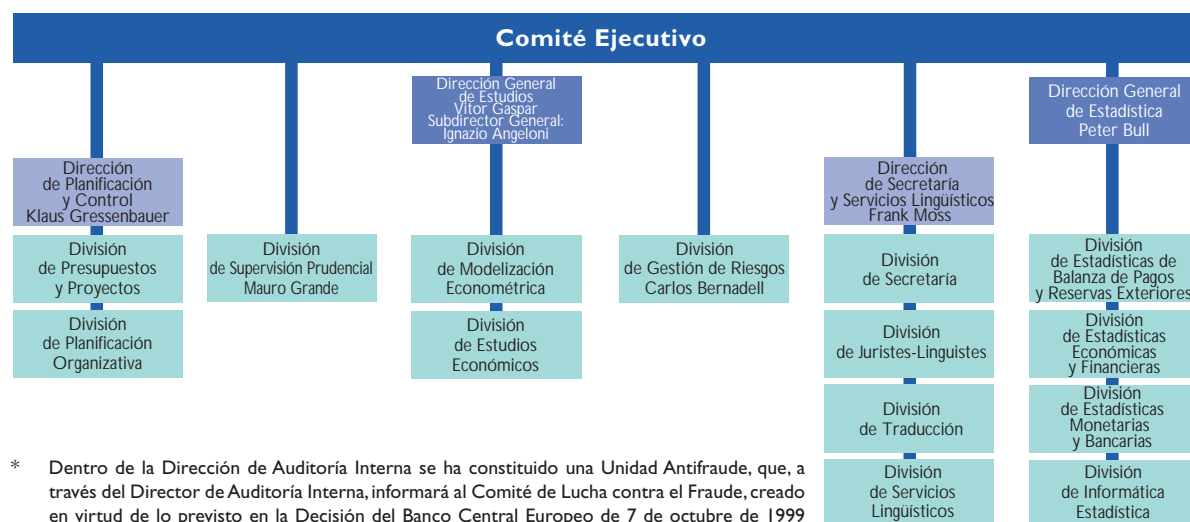 Comité Ejecutivo
Dirección General
de Estudios
Vítor Gaspar
Subdirector General:
Ignazio Angeloni
Dirección General
de Estadística
Peter Bull
Dirección
de Planificación
y Control
Klaus Gressenbauer
Dirección
de Secretaría
y Servicios Lingüísticos
Frank Moss
División
de Presupuestos
y Proyectos
División
de Supervisión Prudencial
Mauro Grande
División
de Modelización
Econométrica
División
de Gestión de Riesgos
Carlos Bernadell
División
de Secretaría
División
de Estadísticas de
Balanza de Pagos
y Reservas Exteriores
División
de Planificación
Organizativa
División
de Estudios
Económicos
División
de Juristes-Linguistes
División
de Estadísticas
Económicas
y Financieras
División
de Traducción
División
de Estadísticas
Monetarias
y Bancarias
División
de Servicios
Lingüísticos
División
de Informática
Estadística
* Dentro de la Dirección de Auditoría Interna se ha constituido una Unidad Antifraude, que, a
través del Director de Auditoría Interna, informará al Comité de Lucha contra el Fraude, creado
en virtud de lo previsto en la Decisión del Banco Central Europeo de 7 de octubre de 1999